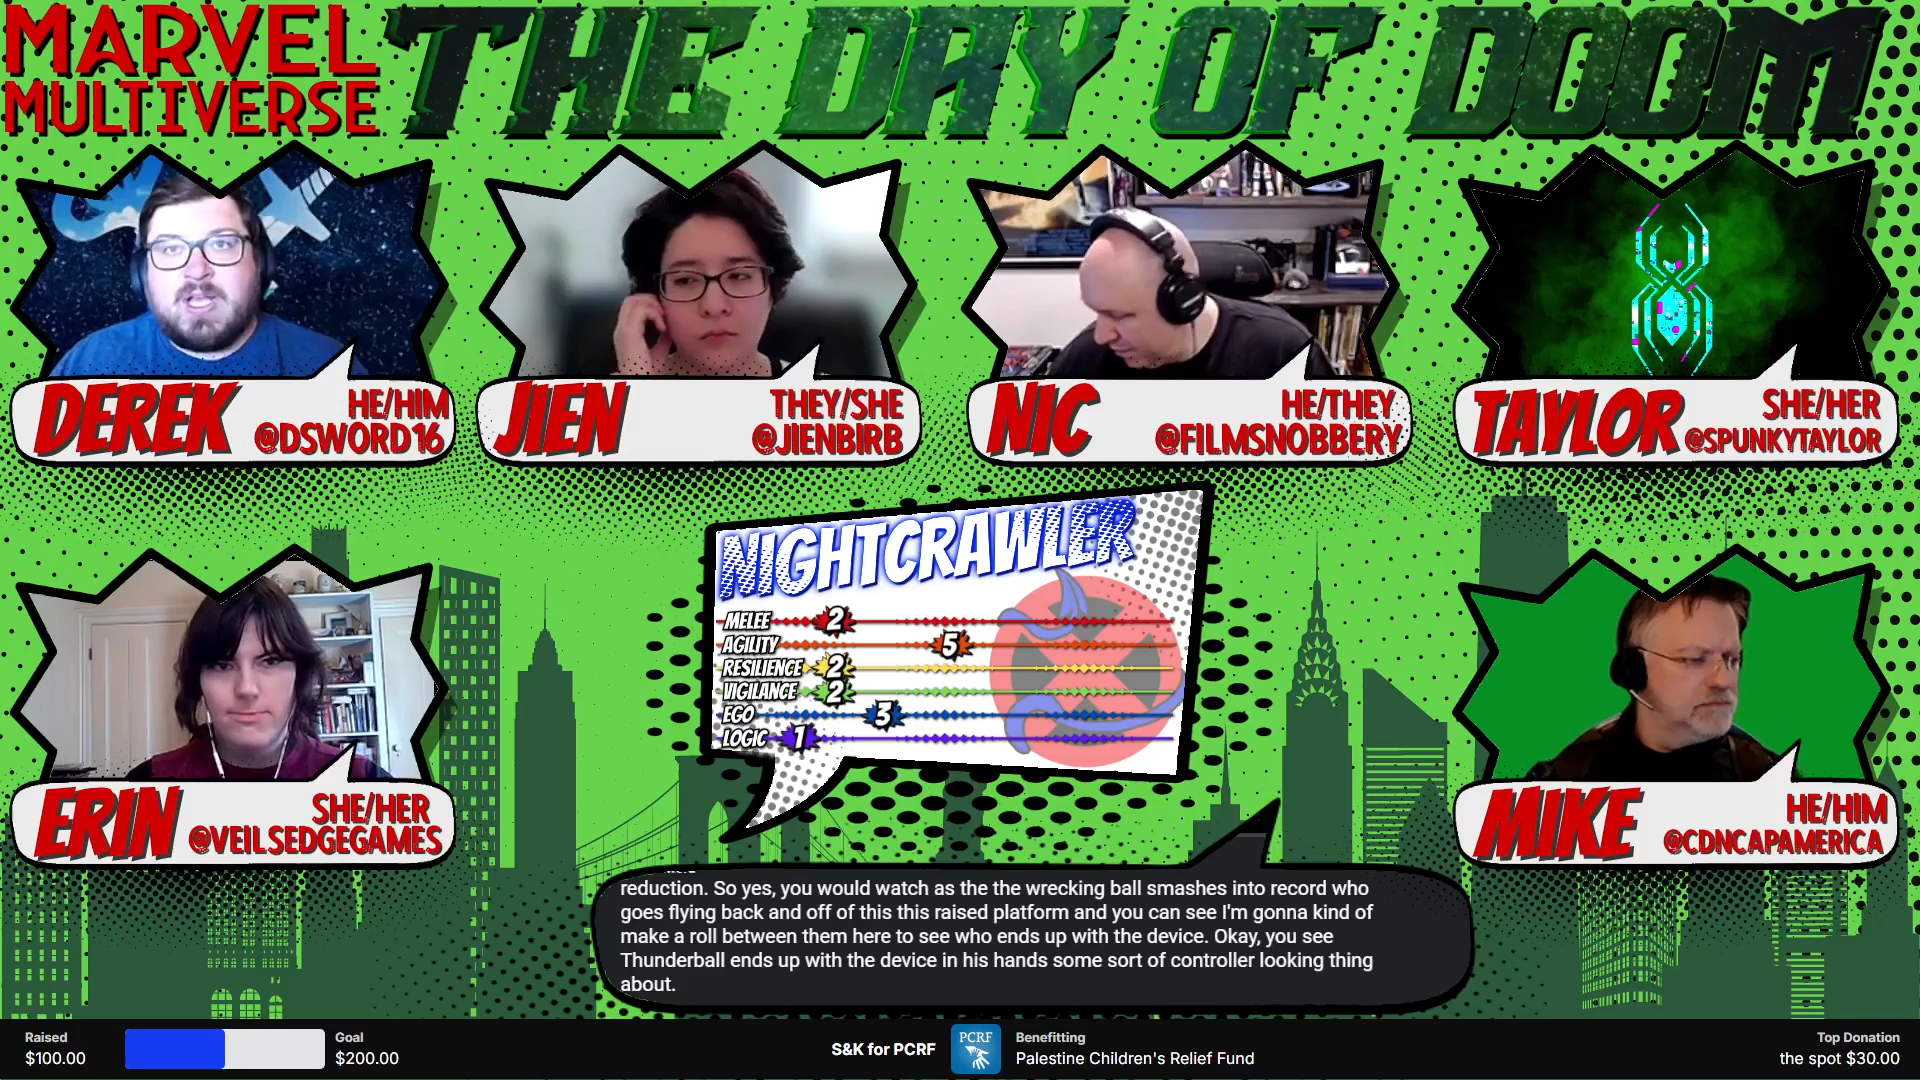 MARVEL
MULTIVERSE
THE DAY OF DOOM
DEREK
HE/HIM
@DSWORD16
JIEN
THEY/SHE
@JIENBIRB
NIC
HE/THEY
@FILMSNOBBERY
TAYLOR
SHE/HER
@SPUNKYTAYLOR
NIGHTCRAWLER
MELEE 2
AGILITY 5
RESILIENCE 2
VIGILANCE 2
EGO 3
LOGIC 1
ERIN
SHE/HER
@VEILSEDGEGAMES
MIKE
HE/HIM
@CDNCAPAMERICA
reduction. So yes, you would watch as the the wrecking ball smashes into record who
goes flying back and off of this this raised platform and you can see I'm gonna kind of
make a roll between them here to see who ends up with the device. Okay, you see
Thunderball ends up with the device in his hands some sort of controller looking thing
about.
Raised
$100.00
Goal
$200.00
S&K for PCRF
PCRF
Benefitting
Palestine Children's Relief Fund
Top Donation
the spot $30.00